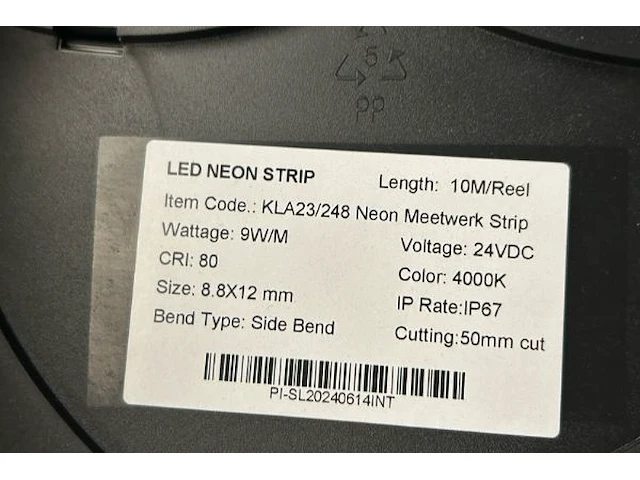 5
PP
LED NEON STRIP Length: 10M/Reel
Item Code.: KLA23/248 Neon Meetwerk Strip
Wattage: 9W/M Voltage: 24VDC
CRI: 80 Color: 4000K
Size: 8.8X12 mm IP Rate:IP67
Bend Type: Side Bend Cutting:50mm cut
PI-SL20240614INT